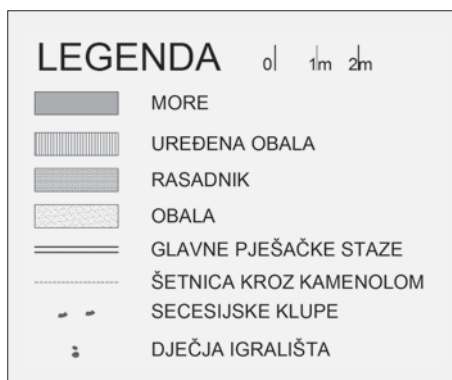 LEGENDA 0 1m 2m
MORE
UREĐENA OBALA
RASADNIK
OBALA
GLAVNE PJEŠAČKE STAZE
ŠETNICA KROZ KAMENOLOM
SECESIJSKE KLUPE
DJEČJA IGRALIŠTA